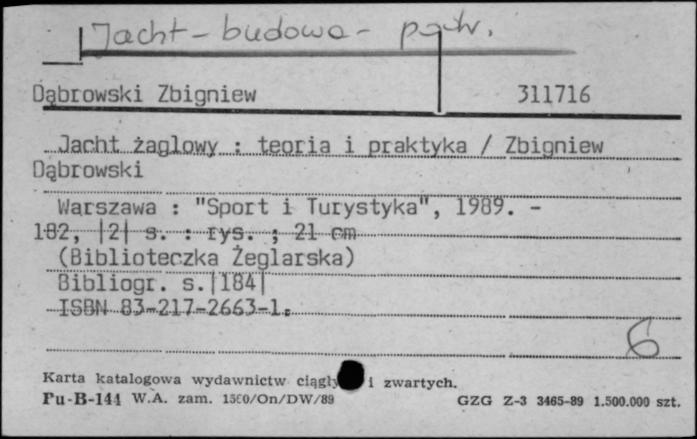 Jacht - budowa - patr.
Dąbrowski Zbigniew 311716
Jacht żaglowy : teoria i praktyka / Zbigniew
Dąbrowski
Warszawa : "Sport i Turystyka", 1989. -
182, |2| s. : rys. ; 21 cm
(Biblioteczka Żeglarska)
Bibliogr. s.|184|
ISBN 83-217-2663-1.
6
Karta katalogowa wydawnictw ciągły i zwartych.
Pu-B-144 W.A. zam. 1500/On/DW/89 GZG Z-3 3465-89 1.500.000 szt.